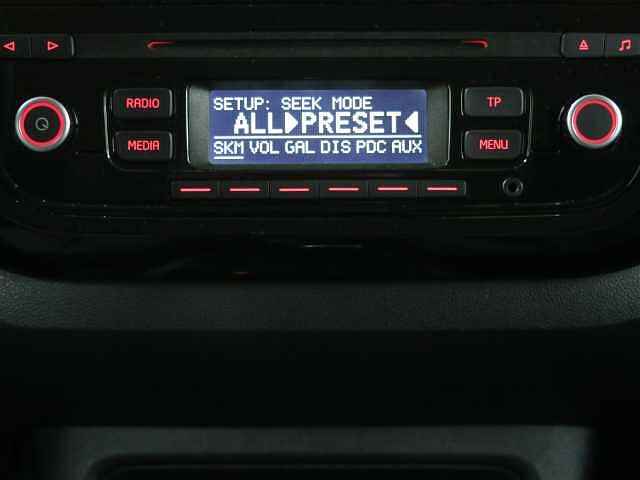 RADIO
MEDIA
SETUP: SEEK MODE
ALL PRESET
SKM VOL GAL DIS PDC AUX
TP
MENU